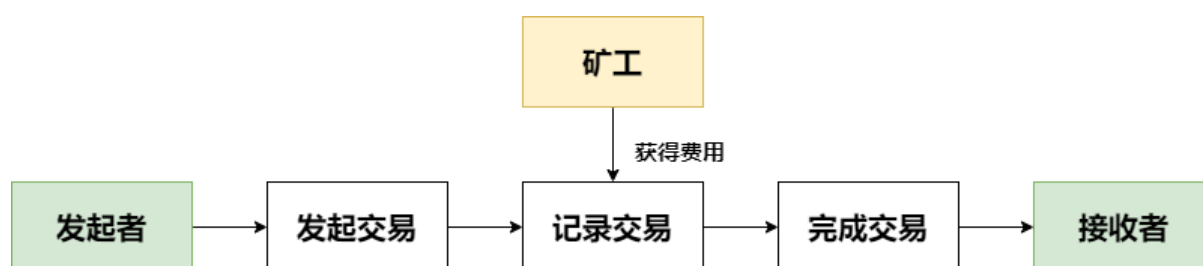 矿工
获得费用
发起者
发起交易
记录交易
完成交易
接收者